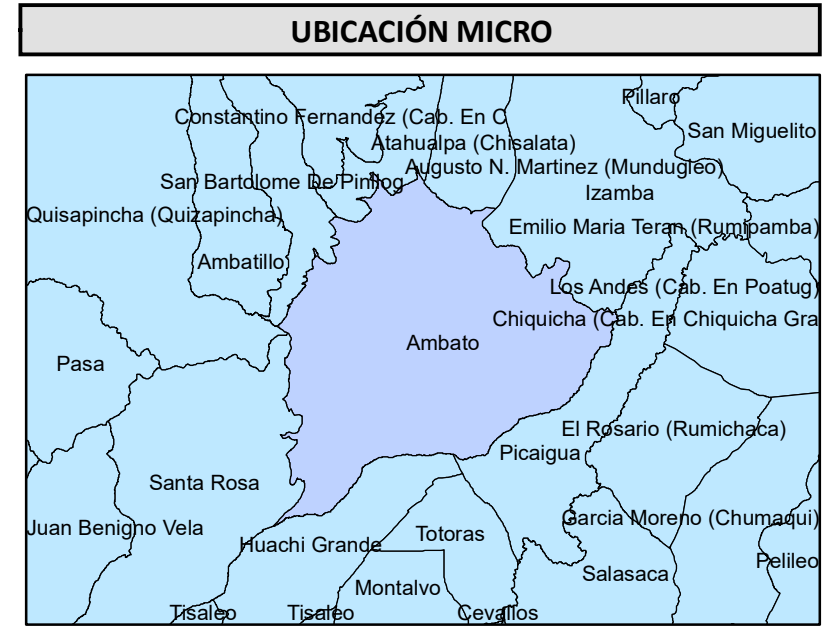 UBICACIÓN MICRO
Pillaro
Constantino Fernandez (Cab. En C
San Miguelito
Atahualpa (Chisalata)
Augusto N. Martinez (Mundugleo)
San Bartolome De Pinllog
Izamba
Quisapincha (Quizapincha)
Emilio Maria Teran (Rumipamba)
Ambatillo
Los Andes (Cab. En Poatug)
Chiquicha (Cab. En Chiquicha Gra
Ambato
Pasa
El Rosario (Rumichaca)
Picaigua
Santa Rosa
Garcia Moreno (Chumaqui)
Juan Benigno Vela
Totoras
Huachi Grande
Pelileo
Salasaca
Montalvo
Tisaleo
Tisaleo
Cevallos